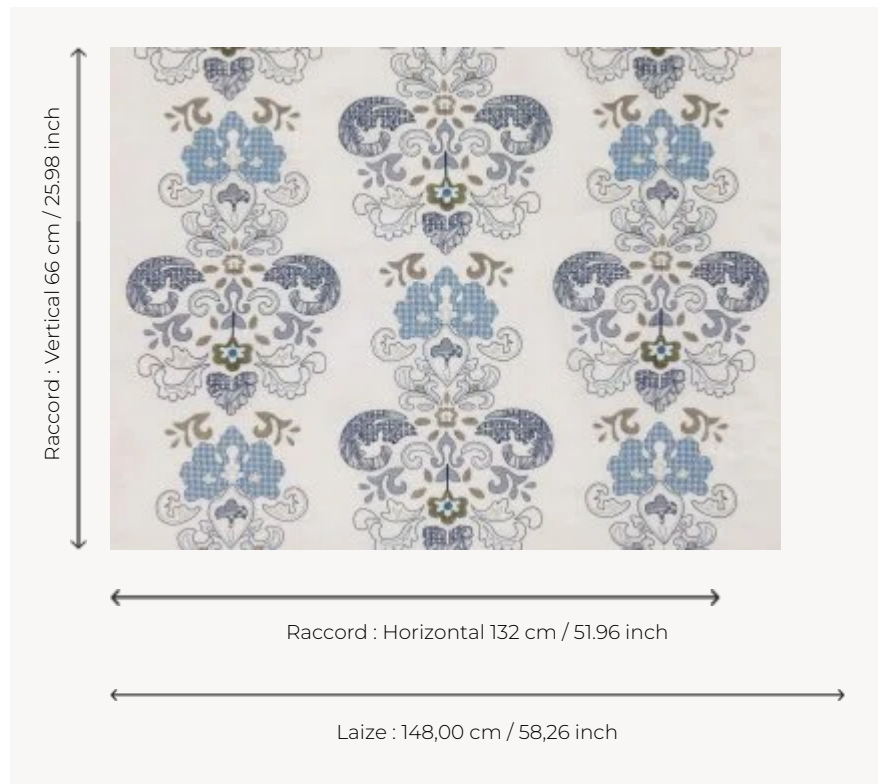 Raccord : Vertical 66 cm / 25.98 inch
Raccord : Horizontal 132 cm / 51.96 inch
Laize : 148,00 cm / 58,26 inch